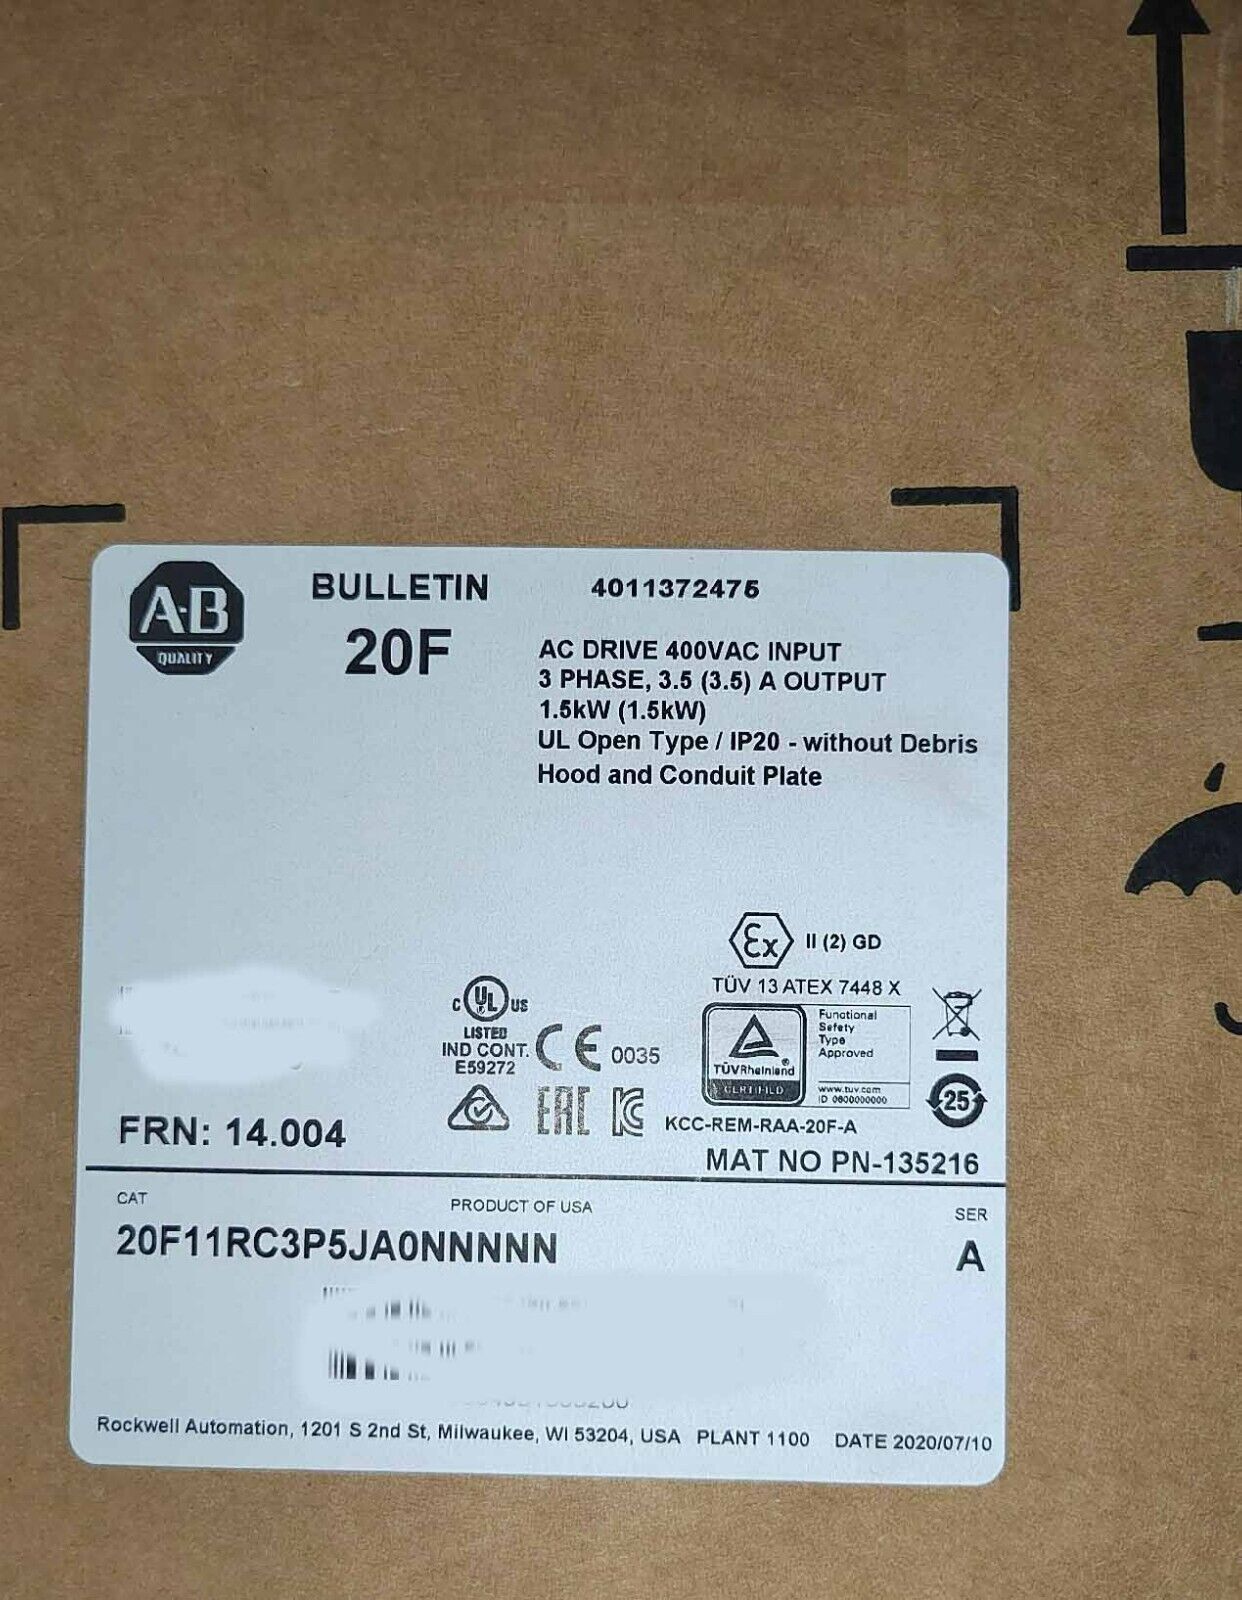 A-B
QUALITY
BULLETIN
20F
4011372475
AC DRIVE 400VAC INPUT
3 PHASE, 3.5 (3.5) A OUTPUT
1.5kW (1.5kW)
UL Open Type / IP20 - without Debris
Hood and Conduit Plate
Ex II (2) GD
TÜV 13 ATEX 7448 X
c UL US
LISTED
IND CONT.
E59272
CE 0035
TÜVRheinland
CERTIFIED
Functional
Safety
Type
Approved
www.tuv.com
ID 0600000000
25
EAC
KCC-REM-RAA-20F-A
FRN: 14.004
MAT NO PN-135216
CAT
PRODUCT OF USA
SER
20F11RC3P5JA0NNNNN
A
Rockwell Automation, 1201 S 2nd St, Milwaukee, WI 53204, USA PLANT 1100 DATE 2020/07/10